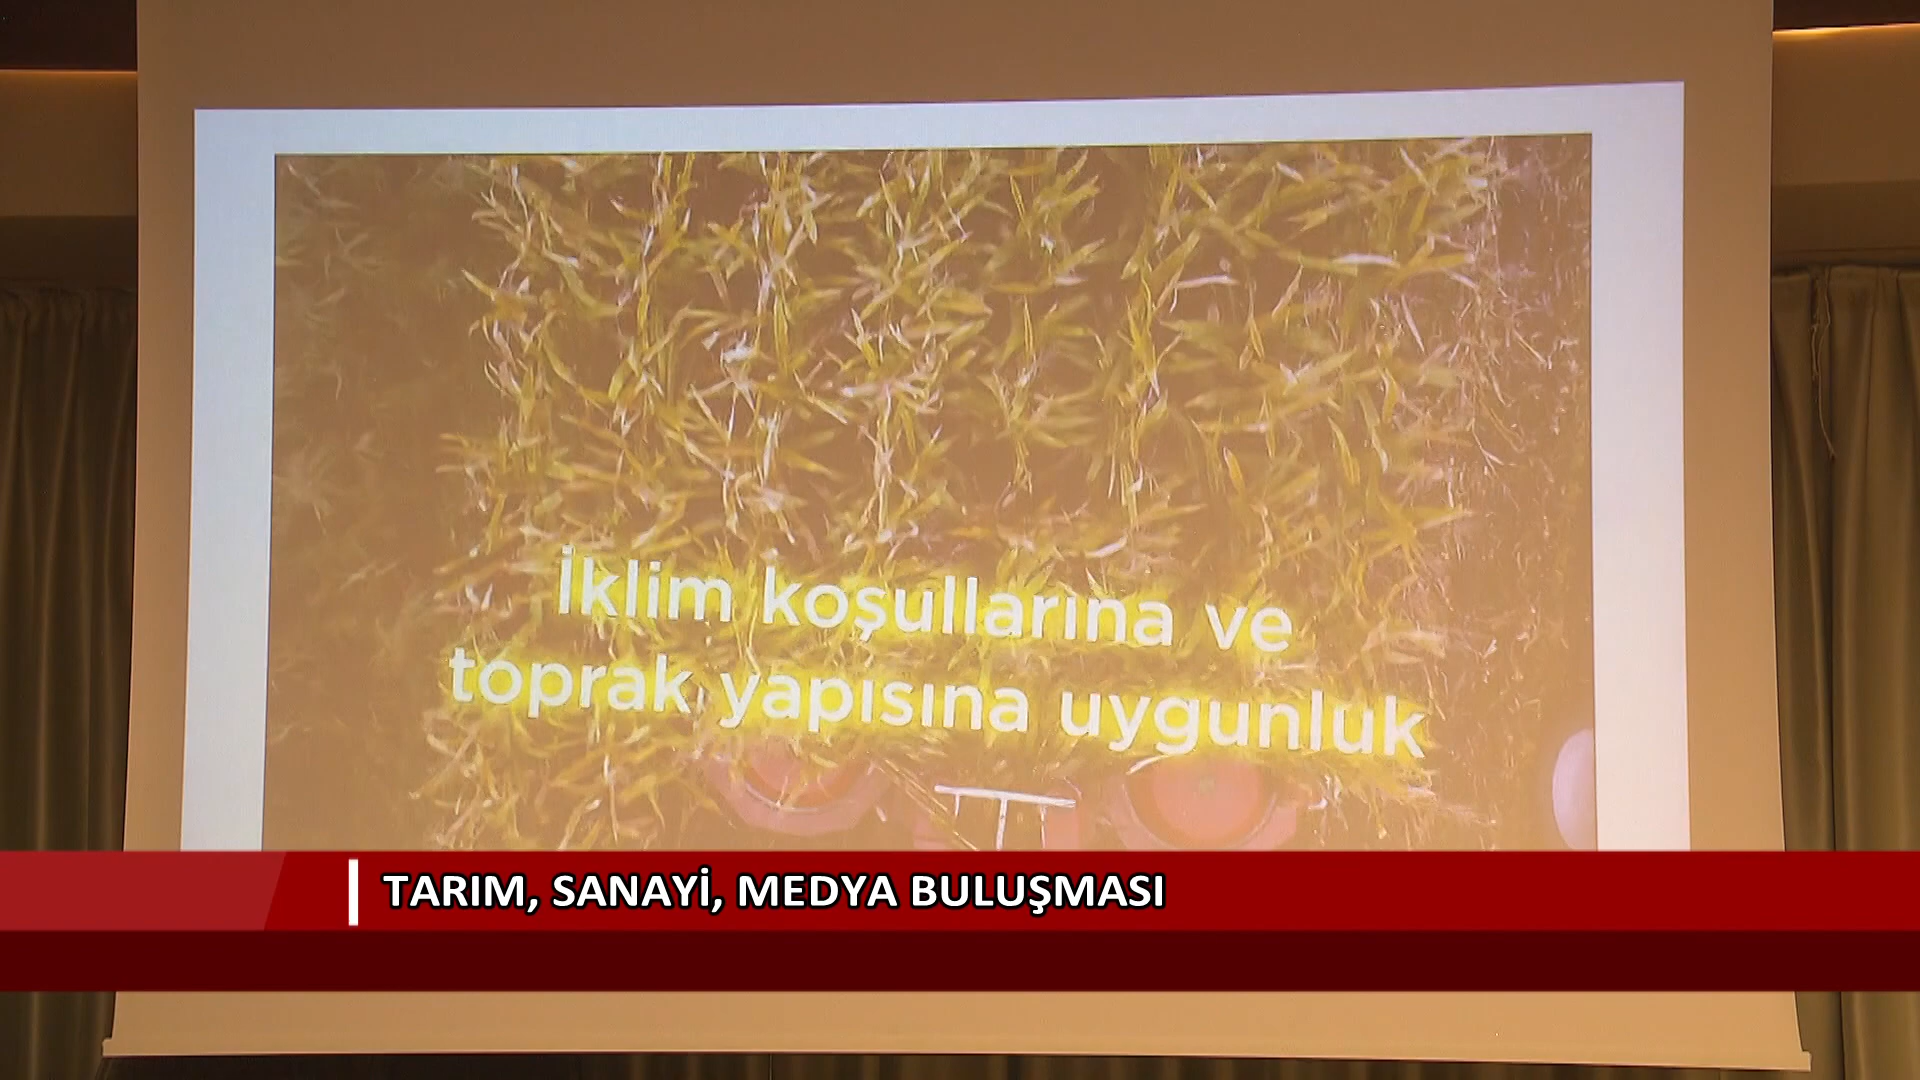 İklim koşullarına ve
toprak yapısına uygunluk
TARIM, SANAYİ, MEDYA BULUŞMASI